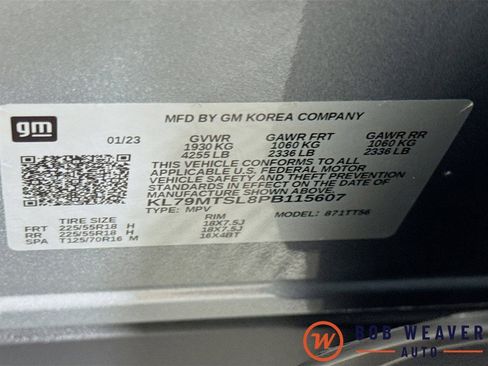 gm
MFD BY GM KOREA COMPANY
01/23 GVWR GAWR FRT GAWR RR
1930 KG 1060 KG 1060 KG
4255 LB 2336 LB 2336 LB
THIS VEHICLE CONFORMS TO ALL
APPLICABLE U.S. FEDERAL MOTOR
VEHICLE SAFETY AND THEFT PREVENTION
STANDARDS IN EFFECT ON THE DATE OF
MANUFACTURE SHOWN ABOVE.
KL79MTSL8PB115607
TYPE: MPV MODEL: 871TT56
TIRE SIZE RIM
FRT 225/55R18 H 18X7.5J
RR 225/55R18 H 18X7.5J
SPA T125/70R16 M 16X4BT
W
BOB WEAVER
AUTO